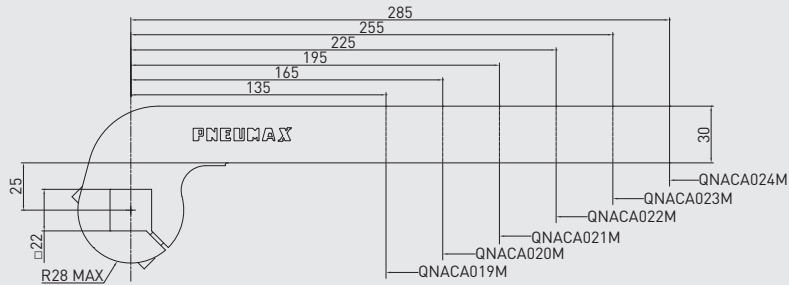 285
255
225
195
165
135
PNEUMAX
30
25
□22
R28 MAX
QNACA024M
QNACA023M
QNACA022M
QNACA021M
QNACA020M
QNACA019M